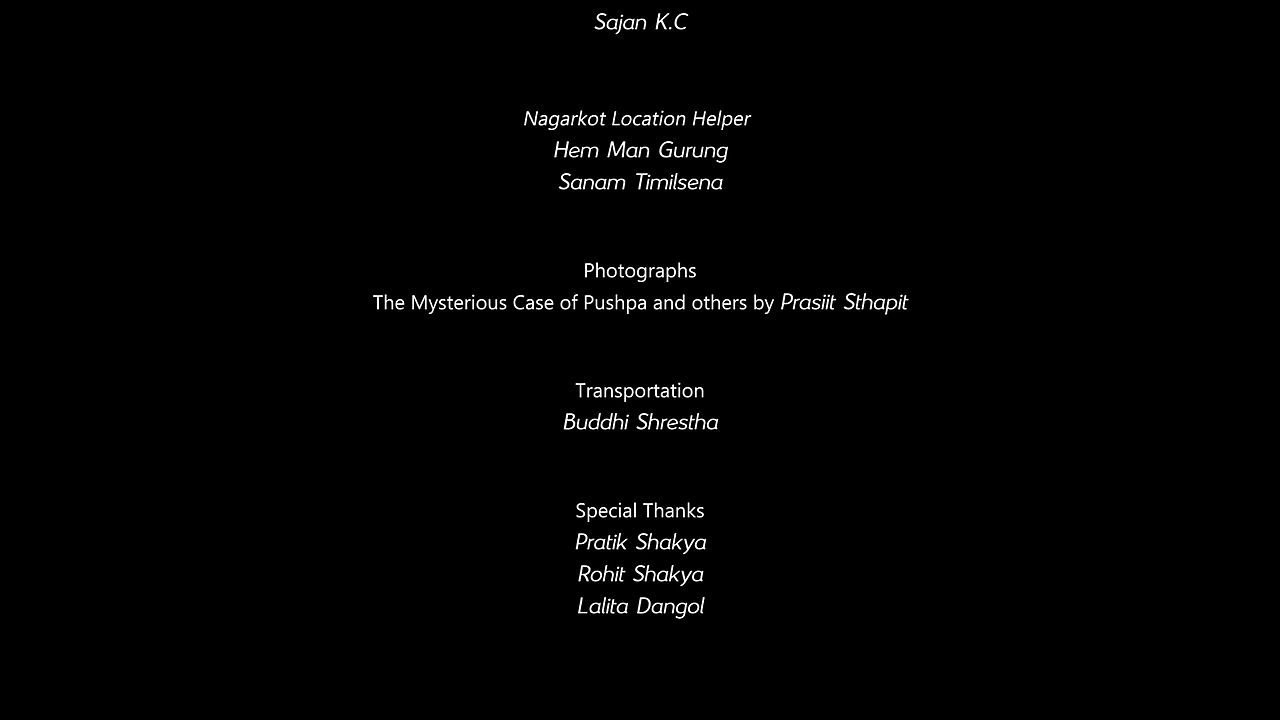 Sajan K.C
Nagarkot Location Helper
Hem Man Gurung
Sanam Timilsena
Photographs
The Mysterious Case of Pushpa and others by Prasiit Sthapit
Transportation
Buddhi Shrestha
Special Thanks
Pratik Shakya
Rohit Shakya
Lalita Dangol